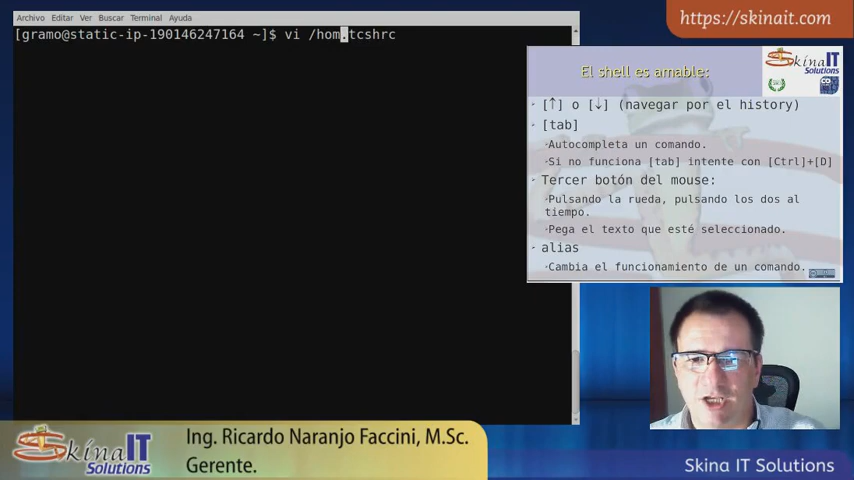 Archivo Editar Ver Buscar Terminal Ayuda
[gramo@static-ip-190146247164 ~]$ vi /hom.tcshrc
https://skinait.com
El shell es amable:
Skína IT
Solutions
[↑] o [↓] (navegar por el history)
[tab]
Autocompleta un comando.
Si no funciona [tab] intente con [Ctrl]+[D]
Tercer botón del mouse:
Pulsando la rueda, pulsando los dos al
tiempo.
Pega el texto que esté seleccionado.
alias
Cambia el funcionamiento de un comando.
Skína IT
Solutions
Ing. Ricardo Naranjo Faccini, M.Sc.
Gerente.
Skina IT Solutions